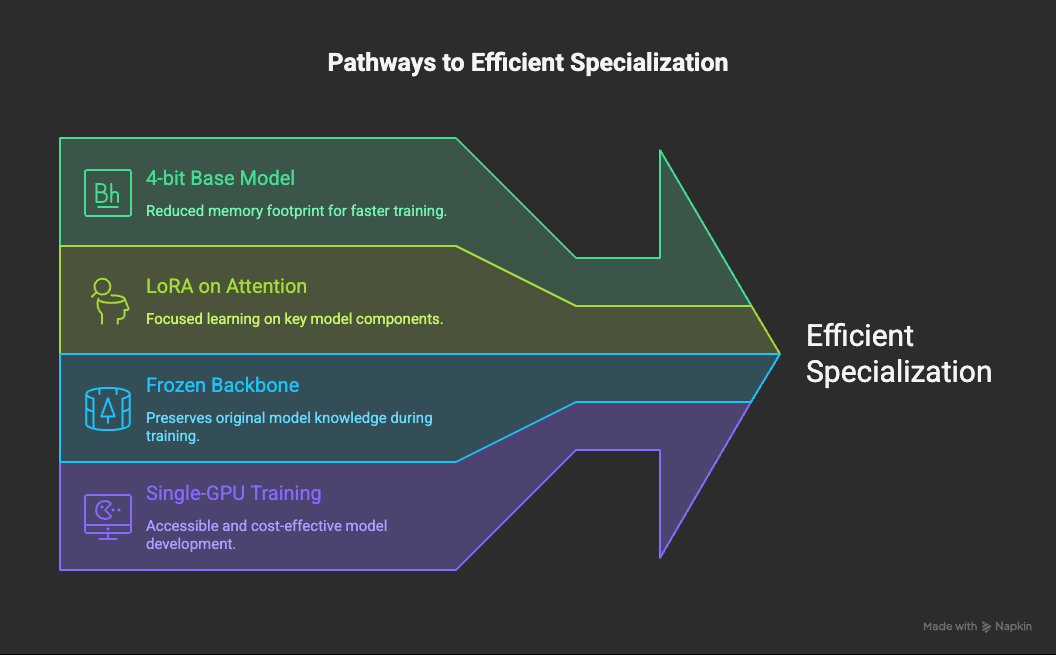 Pathways to Efficient Specialization
Bh
4-bit Base Model
Reduced memory footprint for faster training.
LoRA on Attention
Focused learning on key model components.
Frozen Backbone
Preserves original model knowledge during
training.
Single-GPU Training
Accessible and cost-effective model
development.
Efficient
Specialization
Made with Napkin